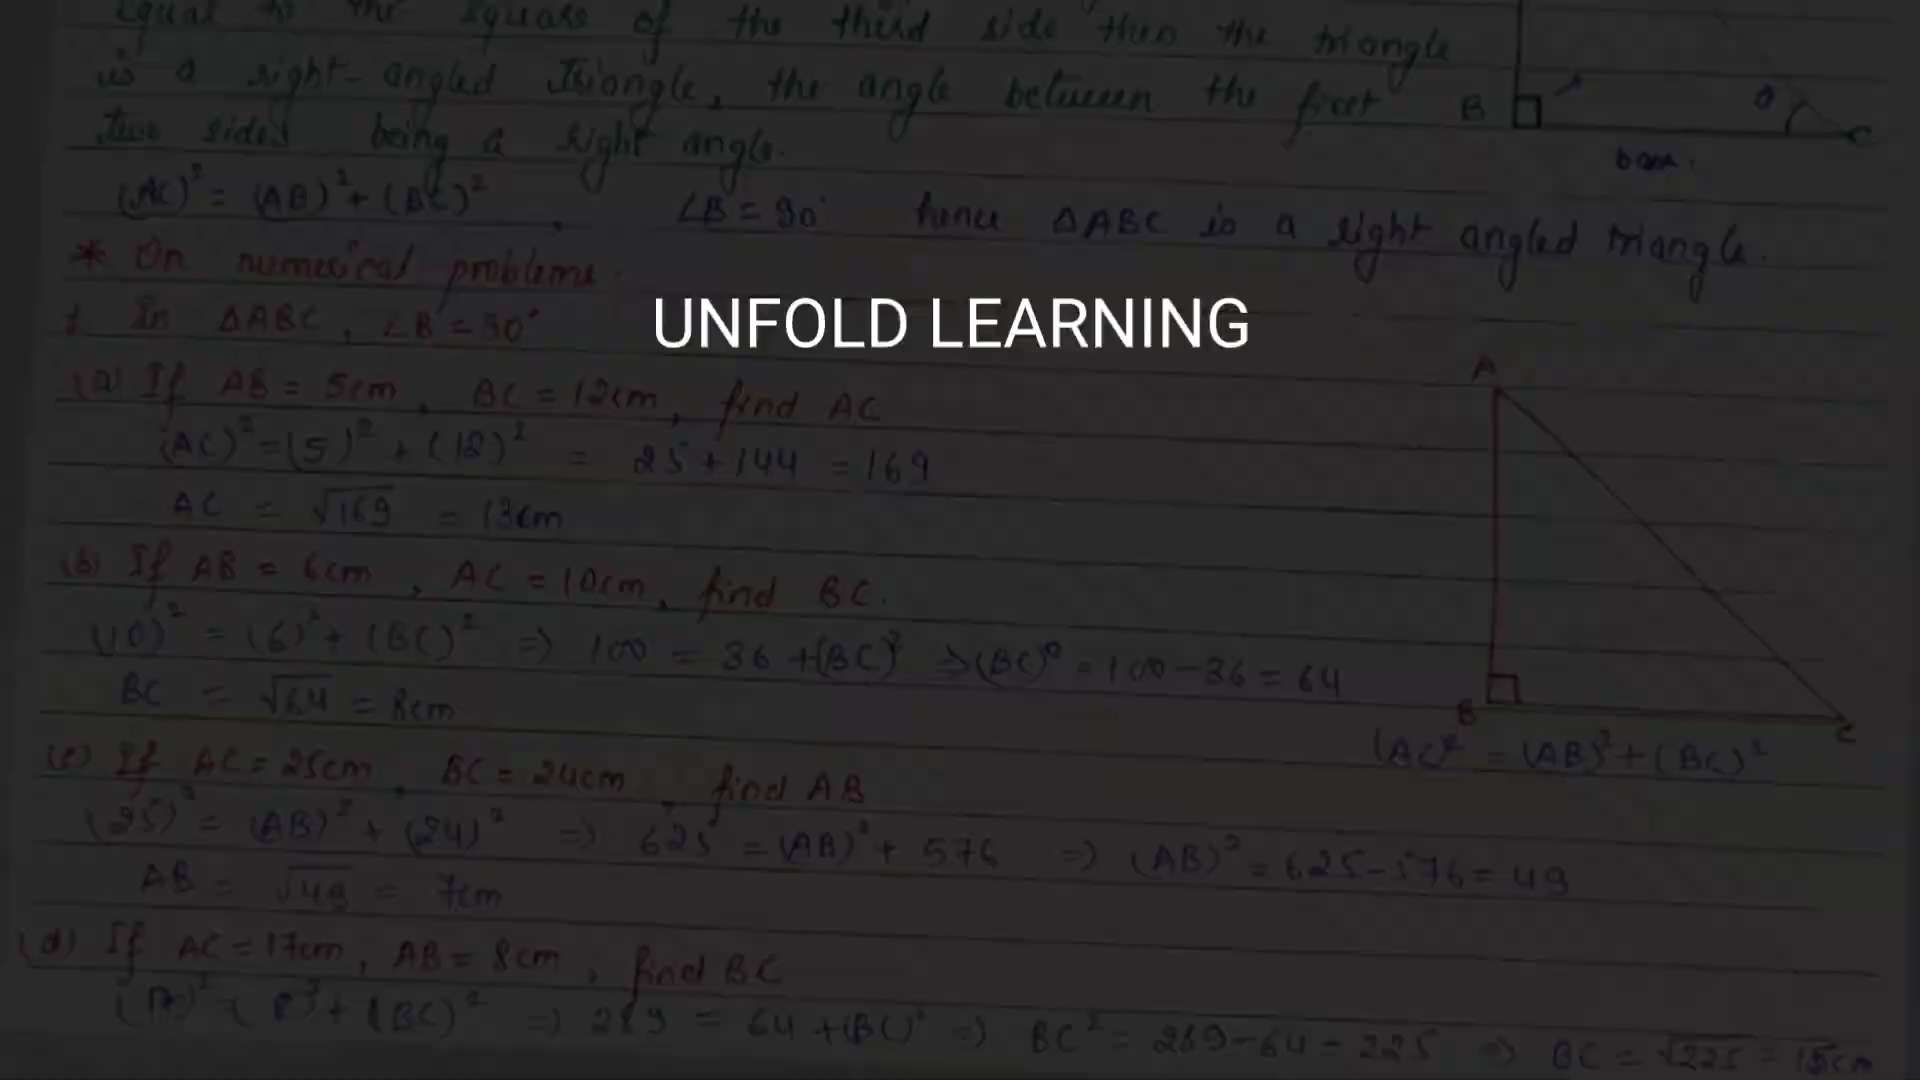 equal to the square of the third side then the triangle
is a right-angled Triangle, the angle between the first
two sides being a right angle.
B
θ
C
base.
(AC)² = (AB)² + (BC)², ∠B = 90° hence ΔABC is a right angled triangle.
* On numerical problems.
1. In ΔABC, ∠B = 90°
UNFOLD LEARNING
(a) If AB = 5cm, BC = 12cm, find AC
(AC)² = (5)² + (12)² = 25 + 144 = 169
AC = √169 = 13cm
(b) If AB = 6cm, AC = 10cm, find BC.
(10)² = (6)² + (BC)² => 100 = 36 + (BC)² => (BC)² = 100 - 36 = 64
BC = √64 = 8cm
A
B
C
(AC)² = (AB)² + (BC)²
(c) If AC = 25cm, BC = 24cm, find AB
(25)² = (AB)² + (24)² => 625 = (AB)² + 576 => (AB)² = 625 - 576 = 49
AB = √49 = 7cm
(d) If AC = 17cm, AB = 8cm, find BC
(17)² = (8)² + (BC)² => 289 = 64 + (BC)² => BC² = 289 - 64 = 225 => BC = √225 = 15cm